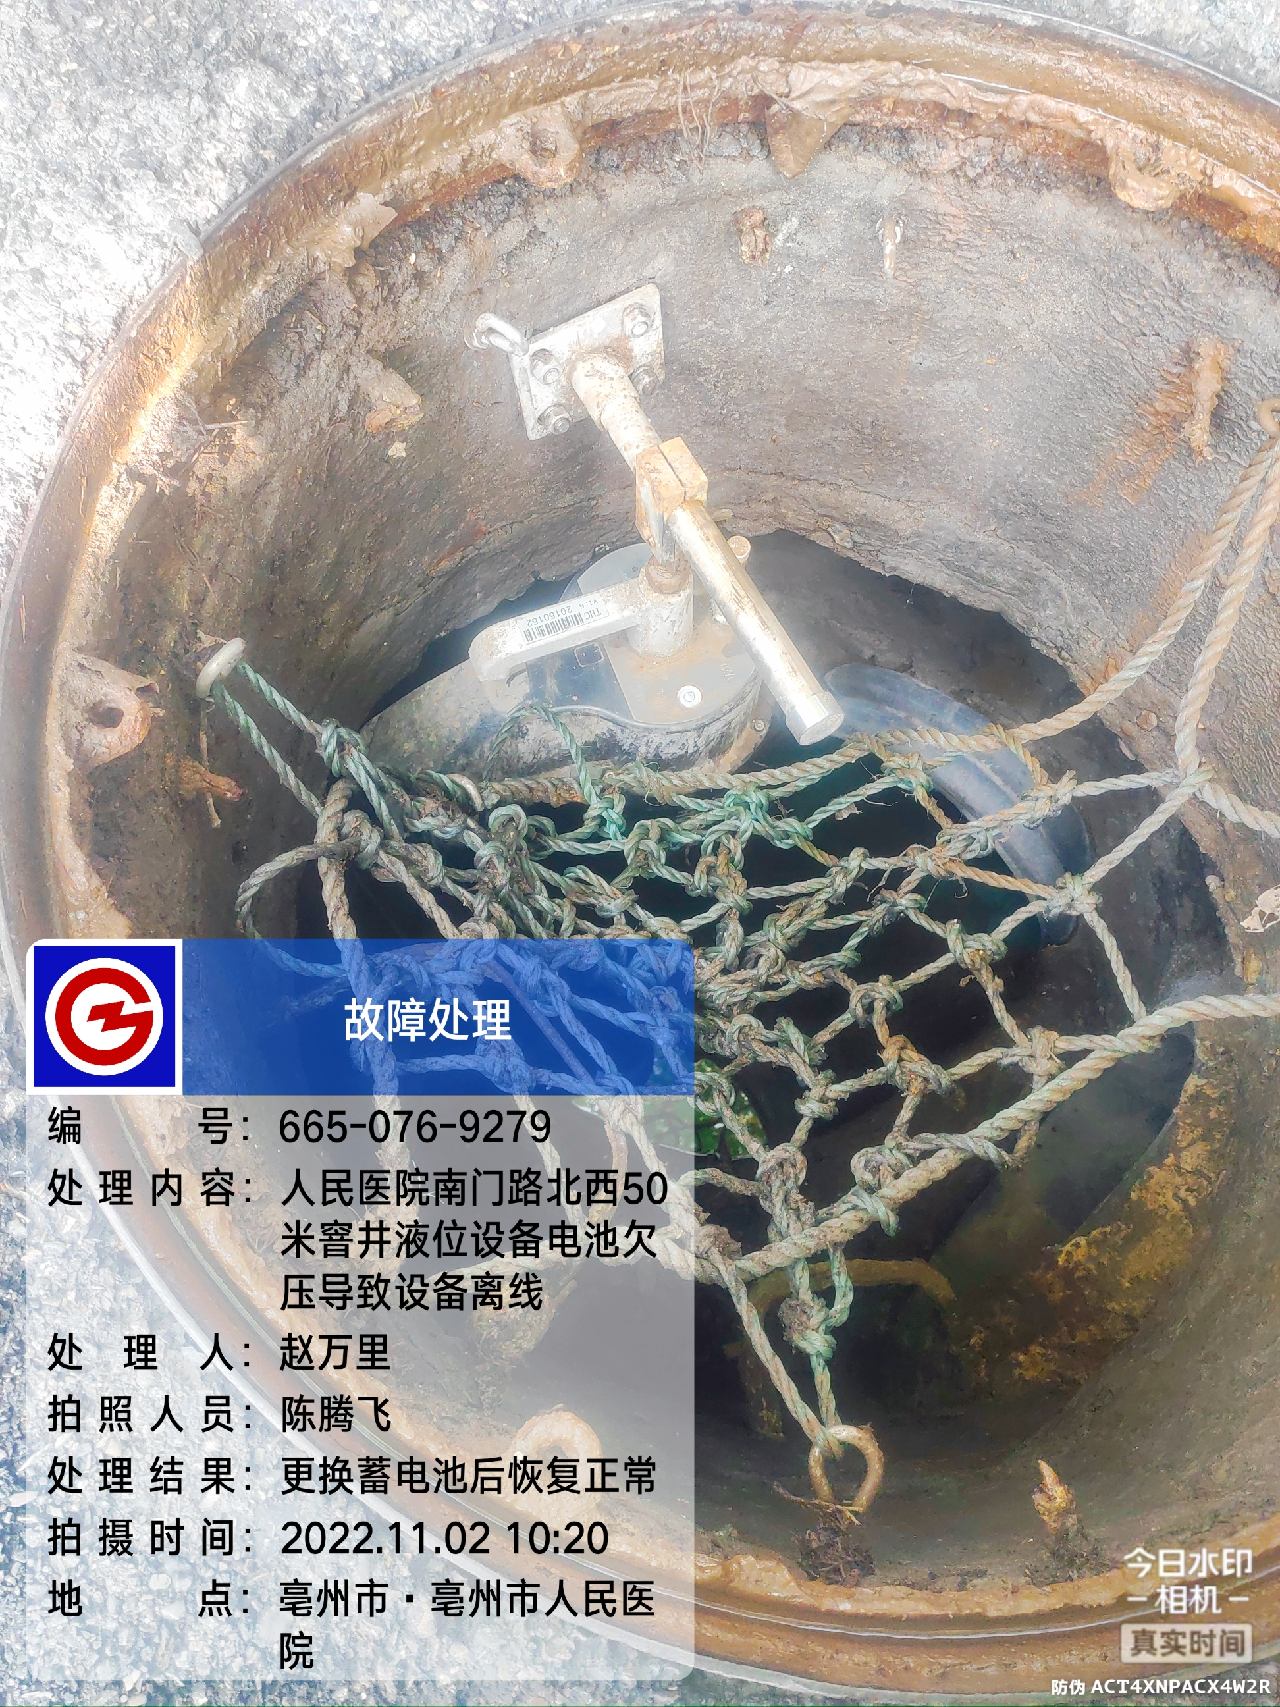 故障处理
编号：665-076-9279
处理内容：人民医院南门路北西50
米窨井液位设备电池欠
压导致设备离线
处理人：赵万里
拍照人员：陈腾飞
处理结果：更换蓄电池后恢复正常
拍摄时间：2022.11.02 10:20
地点：亳州市·亳州市人民医
院
今日水印
相机
真实时间
防伪 ACT4XNPACX4W2R